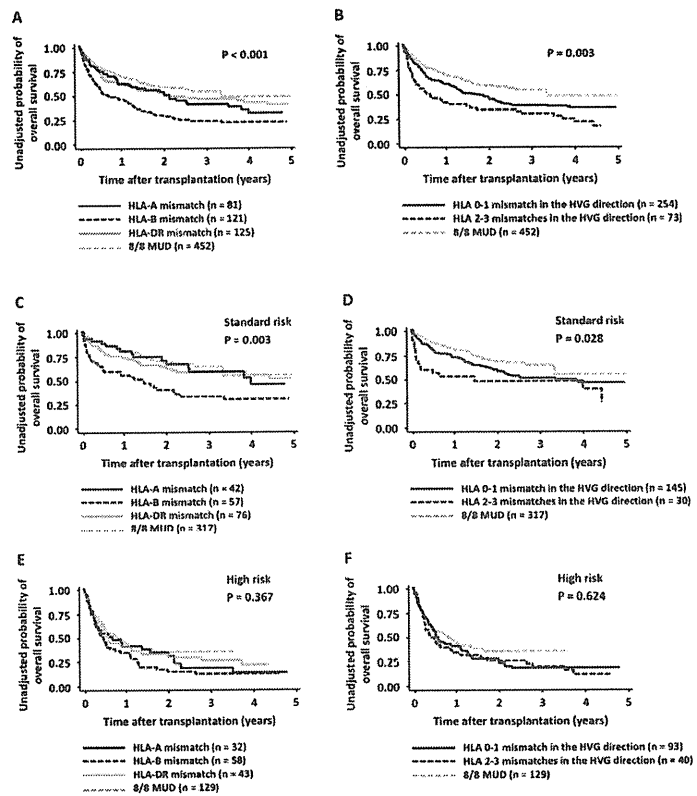 A
P < 0.001
Unadjusted probability of
overall survival
1.00
0.75
0.50
0.25
0.00
0 1 2 3 4 5
Time after transplantation (years)
HLA-A mismatch (n = 81)
HLA-B mismatch (n = 121)
HLA-DR mismatch (n = 125)
8/8 MUD (n = 452)
B
P = 0.003
Unadjusted probability of
overall survival
1.00
0.75
0.50
0.25
0.00
0 1 2 3 4 5
Time after transplantation (years)
HLA 0-1 mismatch in the HVG direction (n = 254)
HLA 2-3 mismatches in the HVG direction (n = 73)
8/8 MUD (n = 452)
C
Standard risk
P = 0.003
Unadjusted probability of
overall survival
1.00
0.75
0.50
0.25
0.00
0 1 2 3 4 5
Time after transplantation (years)
HLA-A mismatch (n = 42)
HLA-B mismatch (n = 57)
HLA-DR mismatch (n = 76)
8/8 MUD (n = 317)
D
Standard risk
P = 0.028
Unadjusted probability of
overall survival
1.00
0.75
0.50
0.25
0.00
0 1 2 3 4 5
Time after transplantation (years)
HLA 0-1 mismatch in the HVG direction (n = 145)
HLA 2-3 mismatches in the HVG direction (n = 30)
8/8 MUD (n = 317)
E
High risk
P = 0.367
Unadjusted probability of
overall survival
1.00
0.75
0.50
0.25
0.00
0 1 2 3 4 5
Time after transplantation (years)
HLA-A mismatch (n = 32)
HLA-B mismatch (n = 58)
HLA-DR mismatch (n = 43)
8/8 MUD (n = 129)
F
High risk
P = 0.624
Unadjusted probability of
overall survival
1.00
0.75
0.50
0.25
0.00
0 1 2 3 4 5
Time after transplantation (years)
HLA 0-1 mismatch in the HVG direction (n = 93)
HLA 2-3 mismatches in the HVG direction (n = 40)
8/8 MUD (n = 129)